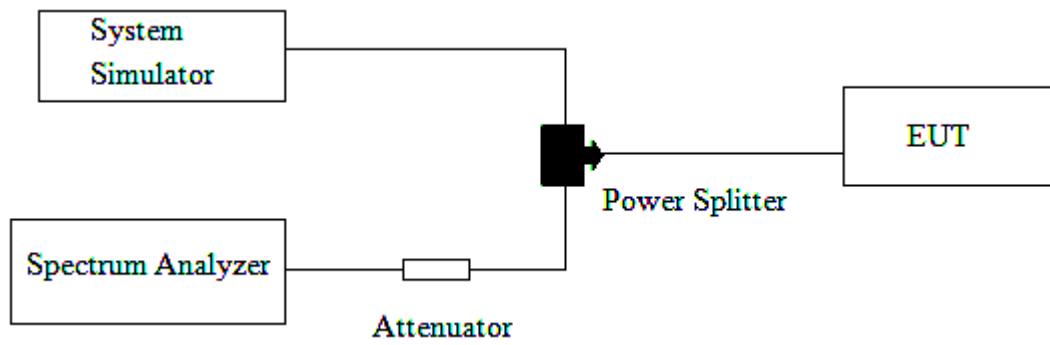 System
Simulator
EUT
Power Splitter
Spectrum Analyzer
Attenuator